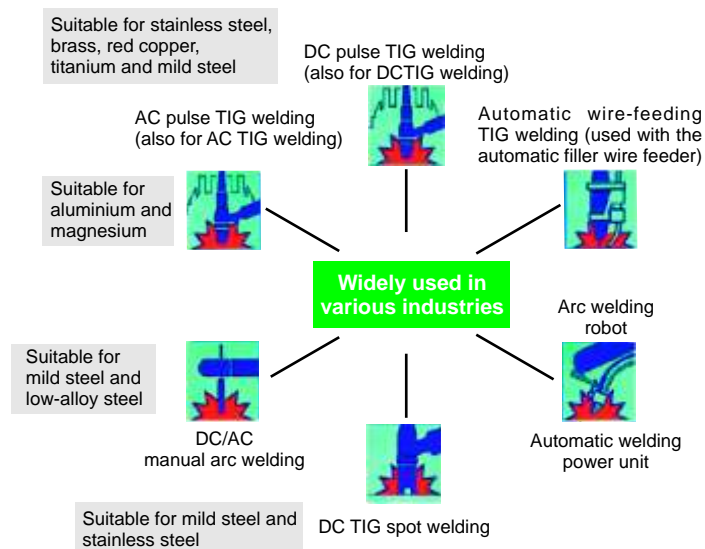 Suitable for stainless steel,
brass, red copper,
titanium and mild steel
DC pulse TIG welding
(also for DCTIG welding)
AC pulse TIG welding
(also for AC TIG welding)
Automatic wire-feeding
TIG welding (used with the
automatic filler wire feeder)
Suitable for
aluminium and
magnesium
Widely used in
various industries
Arc welding
robot
Suitable for
mild steel and
low-alloy steel
DC/AC
manual arc welding
Automatic welding
power unit
Suitable for mild steel and
stainless steel
DC TIG spot welding